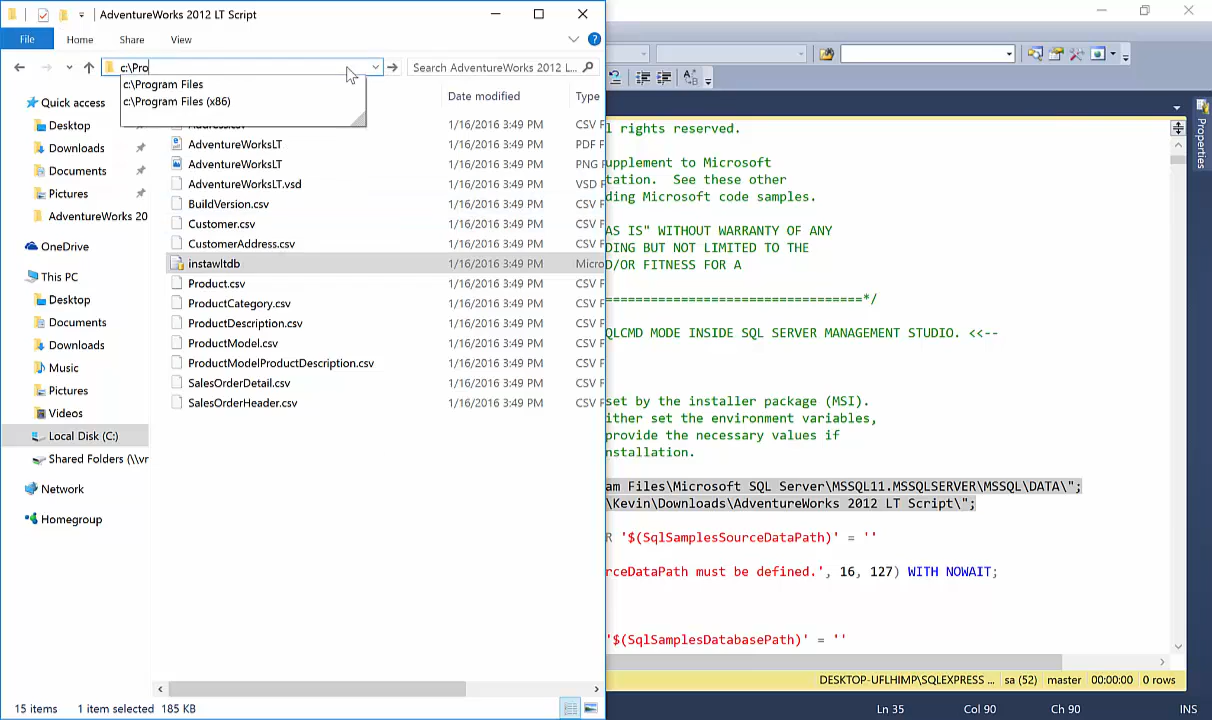 AdventureWorks 2012 LT Script
File Home Share View
c:\Pro
Search AdventureWorks 2012 L...
c:\Program Files
c:\Program Files (x86)
Date modified Type
Quick access
Desktop
Downloads
Documents
Pictures
AdventureWorks 20
OneDrive
This PC
Desktop
Documents
Downloads
Music
Pictures
Videos
Local Disk (C:)
Shared Folders (\\vr
Network
Homegroup
Address.csv 1/16/2016 3:49 PM CSV F
AdventureWorksLT 1/16/2016 3:49 PM PDF F
AdventureWorksLT 1/16/2016 3:49 PM PNG F
AdventureWorksLT.vsd 1/16/2016 3:49 PM VSD F
BuildVersion.csv 1/16/2016 3:49 PM CSV F
Customer.csv 1/16/2016 3:49 PM CSV F
CustomerAddress.csv 1/16/2016 3:49 PM CSV F
instawltdb 1/16/2016 3:49 PM Micro
Product.csv 1/16/2016 3:49 PM CSV F
ProductCategory.csv 1/16/2016 3:49 PM CSV F
ProductDescription.csv 1/16/2016 3:49 PM CSV F
ProductModel.csv 1/16/2016 3:49 PM CSV F
ProductModelProductDescription.csv 1/16/2016 3:49 PM CSV F
SalesOrderDetail.csv 1/16/2016 3:49 PM CSV F
SalesOrderHeader.csv 1/16/2016 3:49 PM CSV F
15 items 1 item selected 185 KB
l rights reserved.
upplement to Microsoft
tation. See these other
ding Microsoft code samples.
AS IS" WITHOUT WARRANTY OF ANY
DING BUT NOT LIMITED TO THE
D/OR FITNESS FOR A
=================================*/
QLCMD MODE INSIDE SQL SERVER MANAGEMENT STUDIO. <<--
set by the installer package (MSI).
ither set the environment variables,
provide the necessary values if
nstallation.
am Files\Microsoft SQL Server\MSSQL11.MSSQLSERVER\MSSQL\DATA\";
\Kevin\Downloads\AdventureWorks 2012 LT Script\";
R '$(SqlSamplesSourceDataPath)' = ''
rceDataPath must be defined.', 16, 127) WITH NOWAIT;
'$(SqlSamplesDatabasePath)' = ''
Properties
DESKTOP-UFLHIMP\SQLEXPRESS ... sa (52) master 00:00:00 0 rows
Ln 35 Col 90 Ch 90 INS